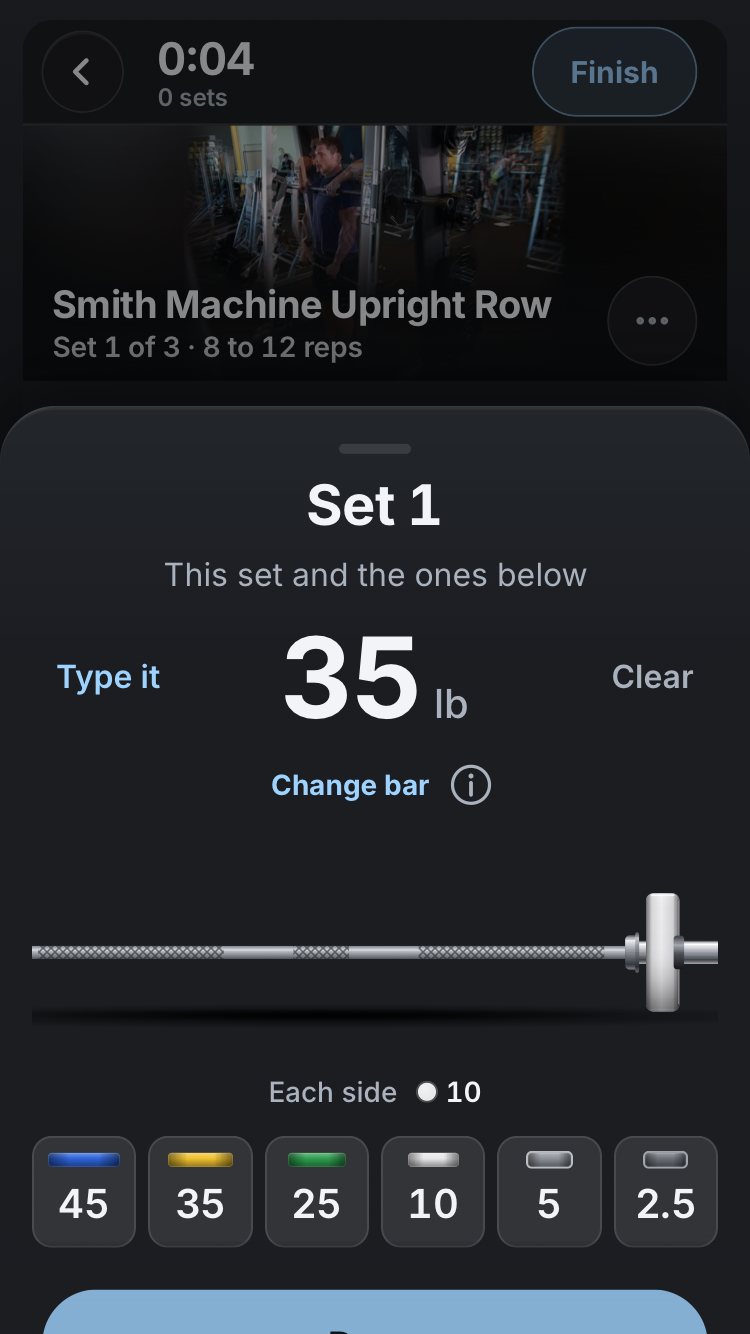 0:04
0 sets
Finish
Smith Machine Upright Row
Set 1 of 3 · 8 to 12 reps
Set 1
This set and the ones below
Type it
35 lb
Clear
Change bar
Each side 10
45
35
25
10
5
2.5